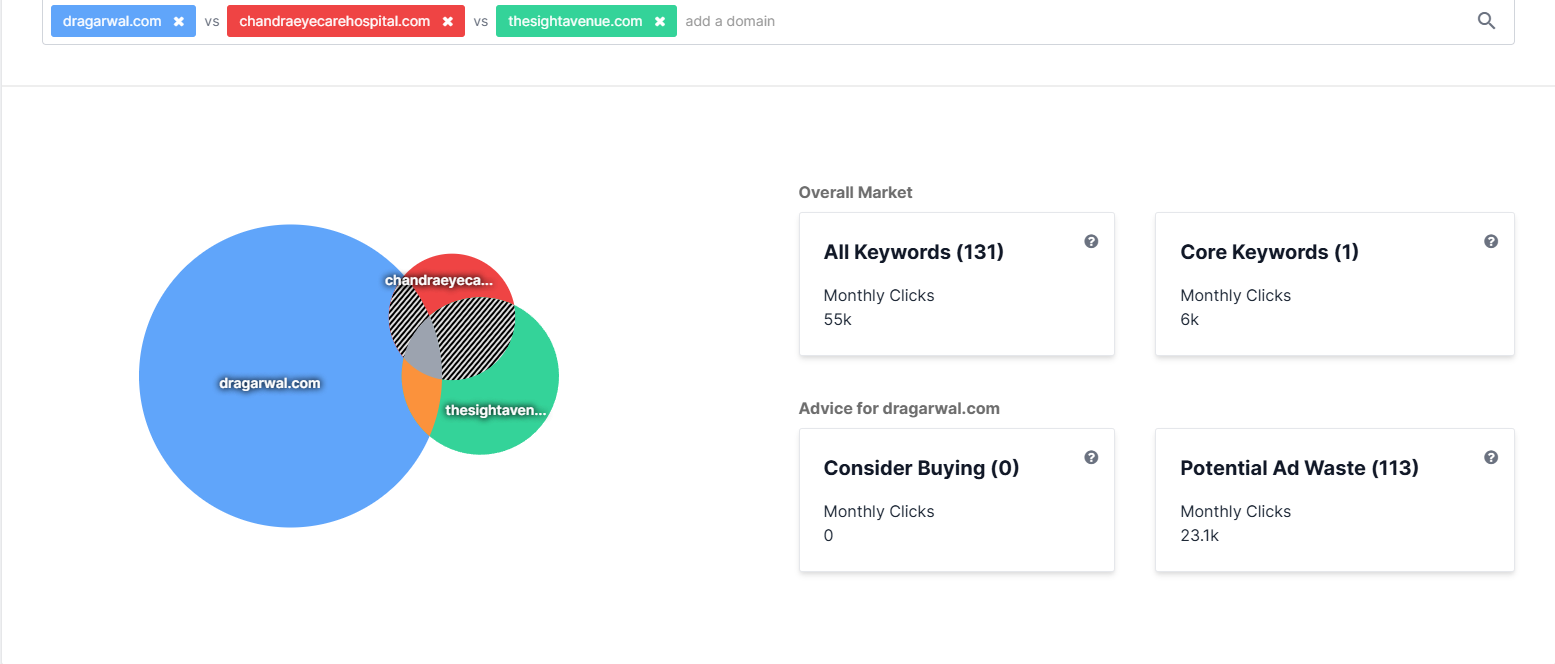 dragarwal.com ✖ vs chandraeyecarehospital.com ✖ vs thesightavenue.com ✖ add a domain
chandraeyeca...
dragarwal.com
thesightaven...
Overall Market
All Keywords (131)
Monthly Clicks
55k
Core Keywords (1)
Monthly Clicks
6k
Advice for dragarwal.com
Consider Buying (0)
Monthly Clicks
0
Potential Ad Waste (113)
Monthly Clicks
23.1k